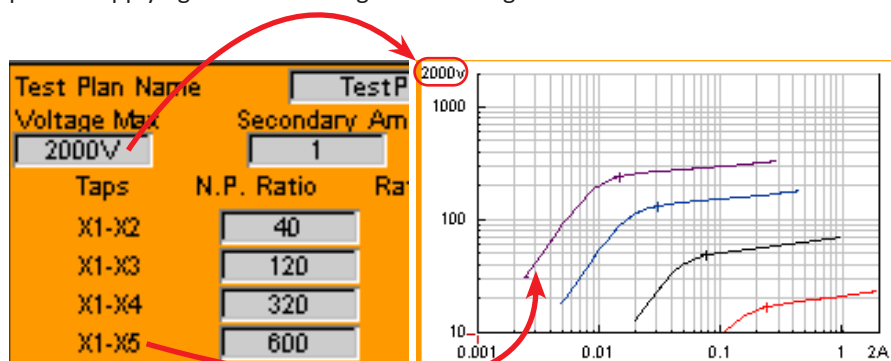 Test Plan Name TestP
Voltage Max Secondary Am
2000V 1
Taps N.P. Ratio Ra
X1-X2 40
X1-X3 120
X1-X4 320
X1-X5 600
2000v
1000
100
10
0.001 0.01 0.1 1 2A